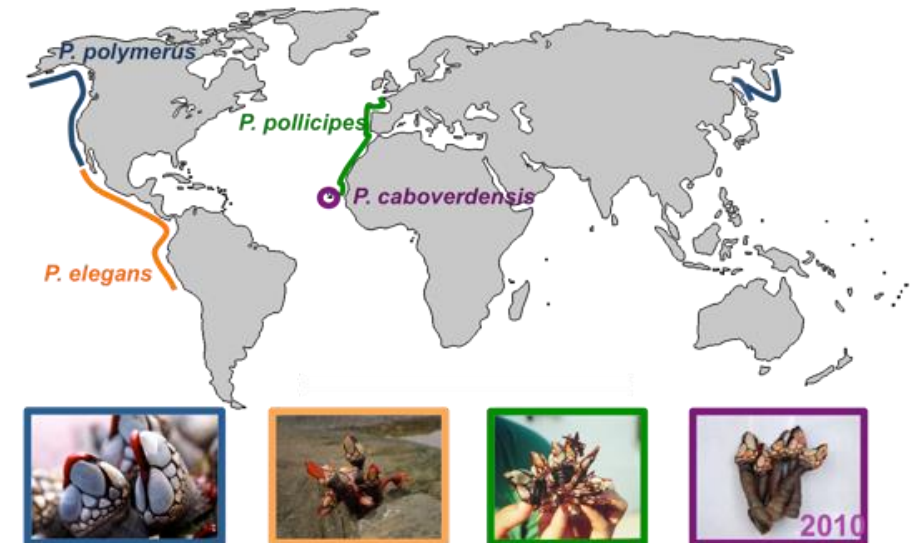 P. polymerus
P. pollicipes
P. caboverdensis
P. elegans
2010